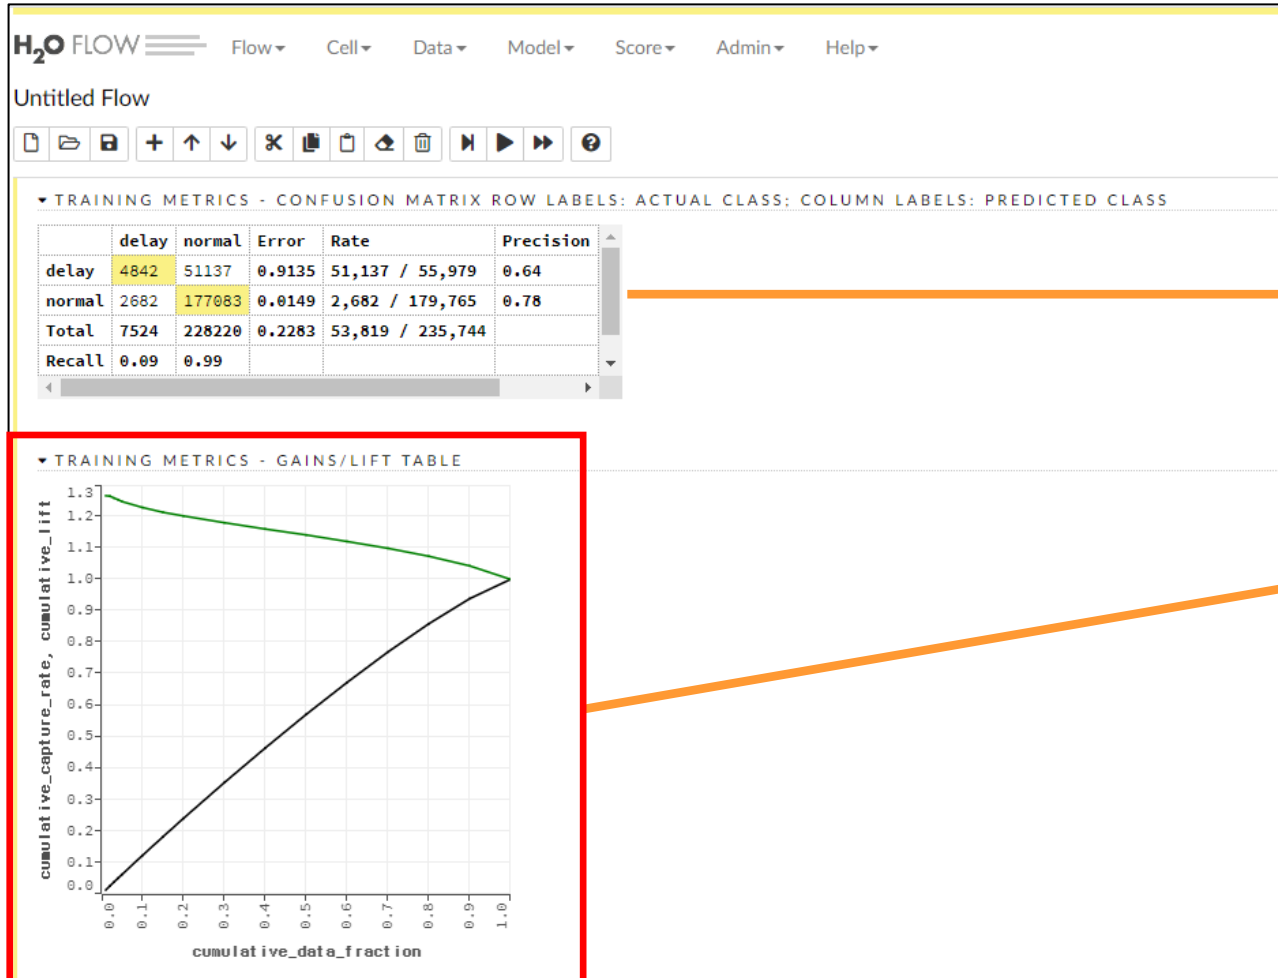 H2O FLOW Flow Cell Data Model Score Admin Help
Untitled Flow
TRAINING METRICS - CONFUSION MATRIX ROW LABELS: ACTUAL CLASS; COLUMN LABELS: PREDICTED CLASS
delay normal Error Rate Precision
delay 4842 51137 0.9135 51,137 / 55,979 0.64
normal 2682 177083 0.0149 2,682 / 179,765 0.78
Total 7524 228220 0.2283 53,819 / 235,744
Recall 0.09 0.99
TRAINING METRICS - GAINS/LIFT TABLE
cumulative_capture_rate, cumulative_lift
1.3
1.2
1.1
1.0
0.9
0.8
0.7
0.6
0.5
0.4
0.3
0.2
0.1
0.0
0.0 0.1 0.2 0.3 0.4 0.5 0.6 0.7 0.8 0.9 1.0
cumulative_data_fraction